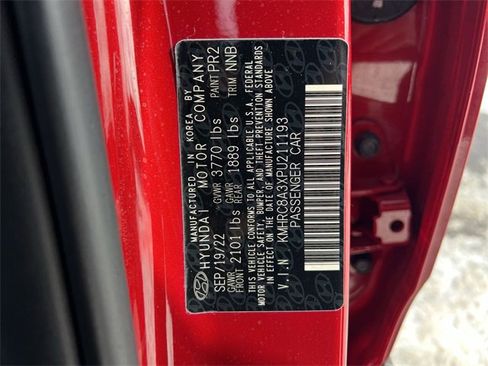 MANUFACTURED IN KOREA BY
HYUNDAI MOTOR COMPANY
SEP/19/22 GVWR 3770 lbs PAINT PR2
GAWR FRONT 2101 lbs GAWR REAR 1889 lbs TRIM NNB
THIS VEHICLE CONFORMS TO ALL APPLICABLE U.S.A. FEDERAL
MOTOR VEHICLE SAFETY, BUMPER, AND THEFT PREVENTION STANDARDS
IN EFFECT ON THE DATE OF MANUFACTURE SHOWN ABOVE
V.I.N KMHRC8A3XPU211193
PASSENGER CAR